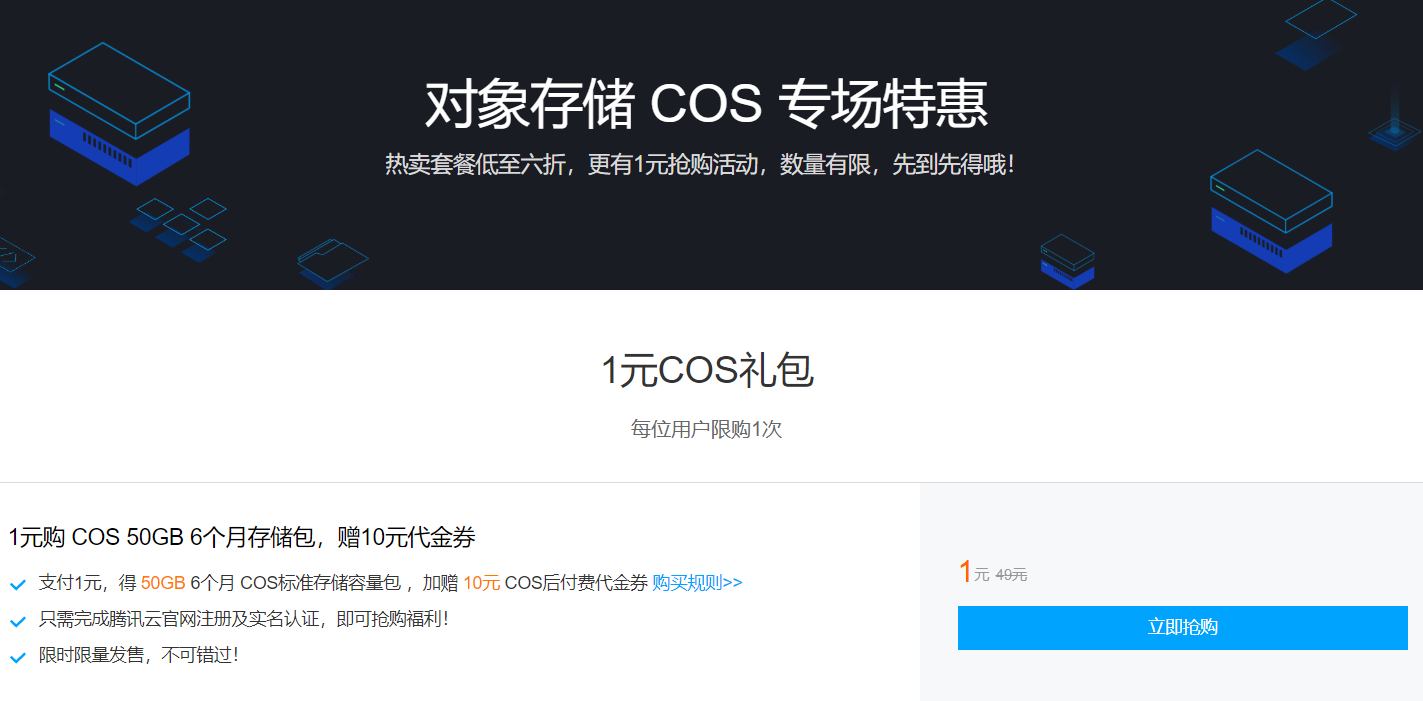 对象存储 COS 专场特惠
热卖套餐低至六折，更有1元抢购活动，数量有限，先到先得哦！
1元COS礼包
每位用户限购1次
1元购 COS 50GB 6个月存储包，赠10元代金券
支付1元，得 50GB 6个月 COS标准存储容量包 ，加赠 10元 COS后付费代金券 购买规则>>
只需完成腾讯云官网注册及实名认证，即可抢购福利！
限时限量发售，不可错过！
1元 49元
立即抢购